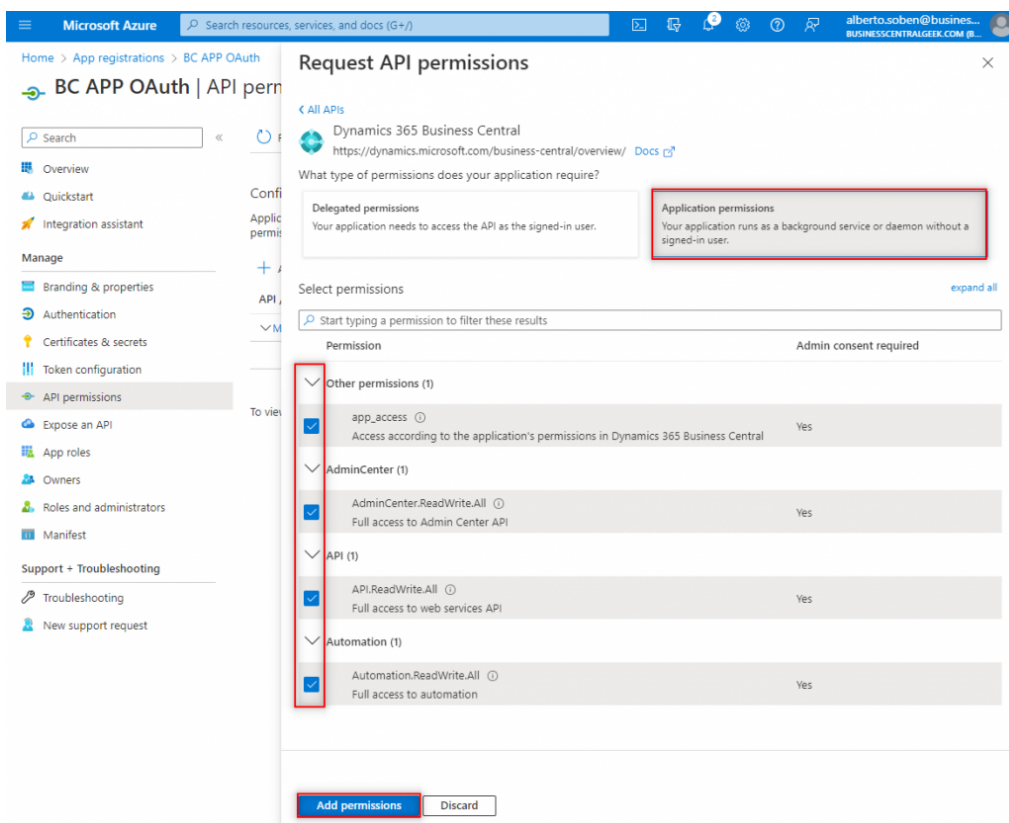 Microsoft Azure
Search resources, services, and docs (G+/)
2
alberto.soben@busines...
BUSINESSCENTRALGEEK.COM (B...
Home > App registrations > BC APP OAuth
BC APP OAuth | API perm
Search
Overview
Quickstart
Integration assistant
Manage
Branding & properties
Authentication
Certificates & secrets
Token configuration
API permissions
Expose an API
App roles
Owners
Roles and administrators
Manifest
Support + Troubleshooting
Troubleshooting
New support request
Confi
Applic
permis
API /
To view
Request API permissions
All APIs
Dynamics 365 Business Central
https://dynamics.microsoft.com/business-central/overview/ Docs
What type of permissions does your application require?
Delegated permissions
Your application needs to access the API as the signed-in user.
Application permissions
Your application runs as a background service or daemon without a
signed-in user.
Select permissions
expand all
Start typing a permission to filter these results
Permission
Admin consent required
Other permissions (1)
app_access
Access according to the application's permissions in Dynamics 365 Business Central
Yes
AdminCenter (1)
AdminCenter.ReadWrite.All
Full access to Admin Center API
Yes
API (1)
API.ReadWrite.All
Full access to web services API
Yes
Automation (1)
Automation.ReadWrite.All
Full access to automation
Yes
Add permissions
Discard